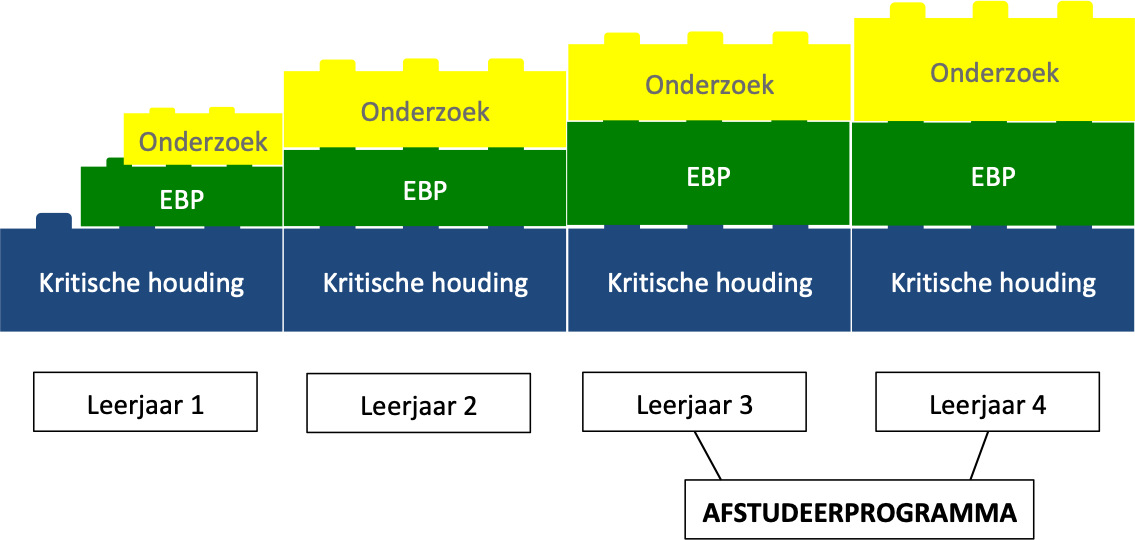 Onderzoek
Onderzoek
Onderzoek
Onderzoek
EBP
EBP
EBP
EBP
Kritische houding
Kritische houding
Kritische houding
Kritische houding
Leerjaar 1
Leerjaar 2
Leerjaar 3
Leerjaar 4
AFSTUDEERPROGRAMMA